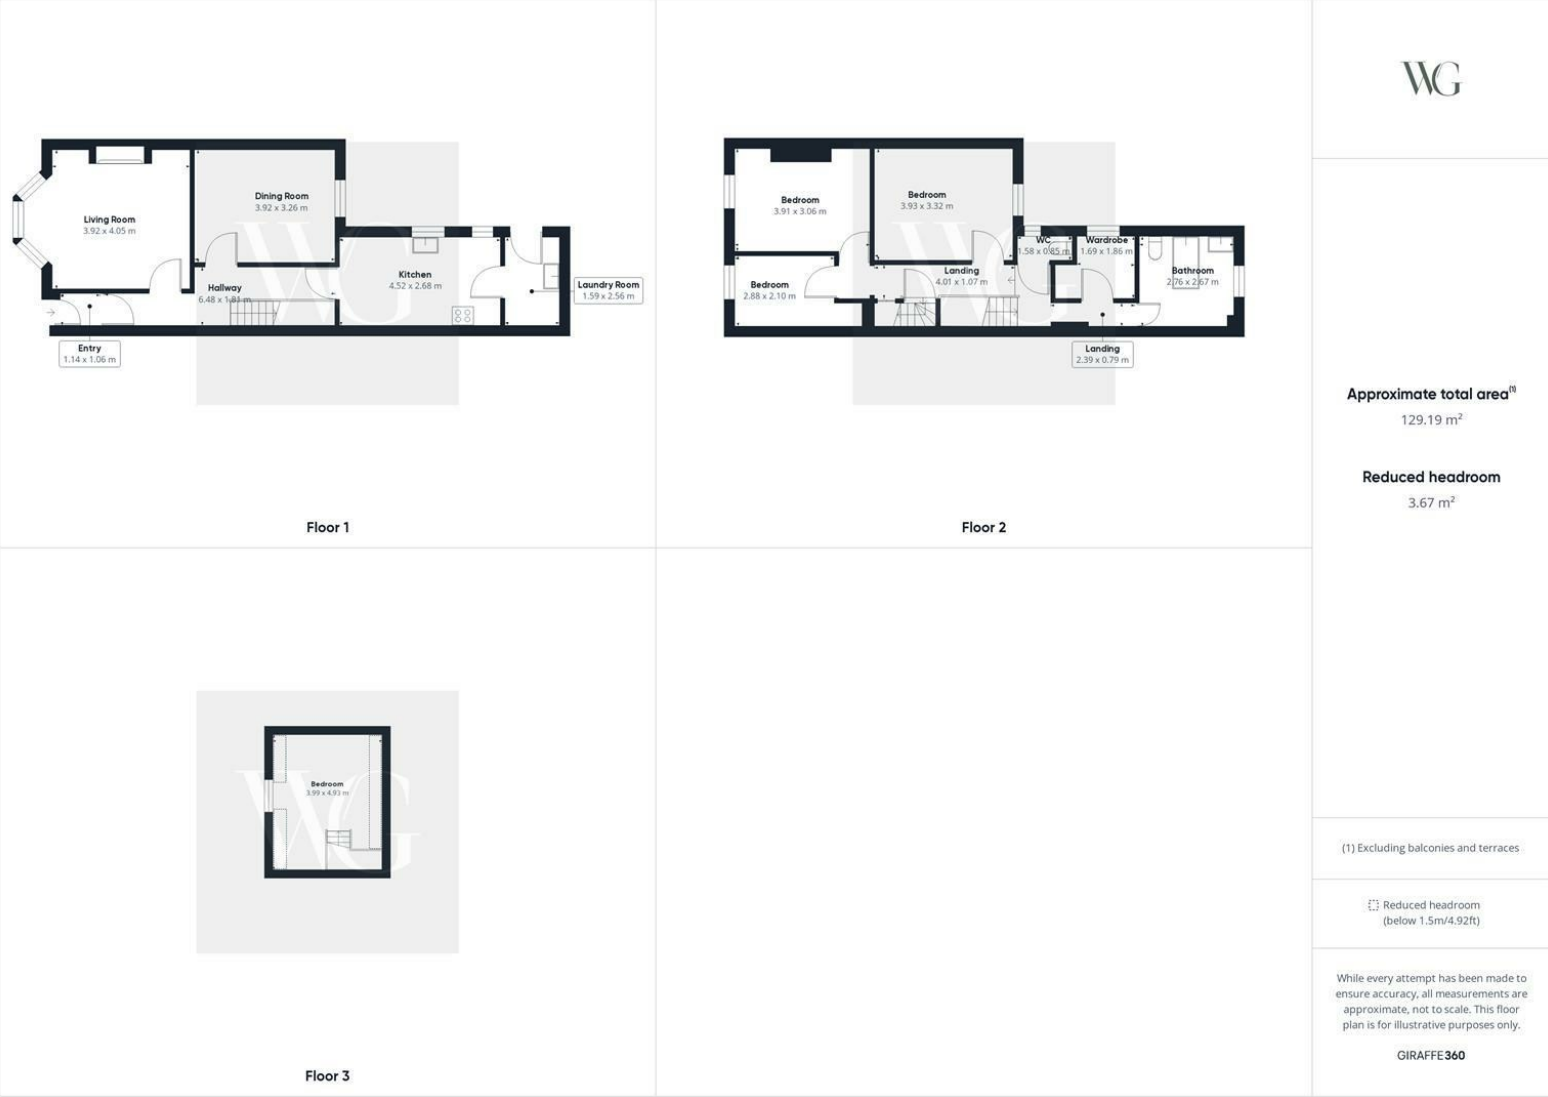 WG
Living Room
3.92 x 4.05 m
Dining Room
3.92 x 3.26 m
Hallway
6.48 x 1.81 m
Kitchen
4.52 x 2.68 m
Laundry Room
1.59 x 2.56 m
Entry
1.14 x 1.06 m
Floor 1
Bedroom
3.91 x 3.06 m
Bedroom
3.93 x 3.32 m
WC
1.58 x 0.85 m
Wardrobe
1.69 x 1.86 m
Bedroom
2.88 x 2.10 m
Landing
4.01 x 1.07 m
Bathroom
2.76 x 2.67 m
Landing
2.39 x 0.79 m
Floor 2
Bedroom
3.99 x 4.93 m
Floor 3
WG
WG
WG
Approximate total area(1)
129.19 m²
Reduced headroom
3.67 m²
(1) Excluding balconies and terraces
Reduced headroom
(below 1.5m/4.92ft)
While every attempt has been made to
ensure accuracy, all measurements are
approximate, not to scale. This floor
plan is for illustrative purposes only.
GIRAFFE360